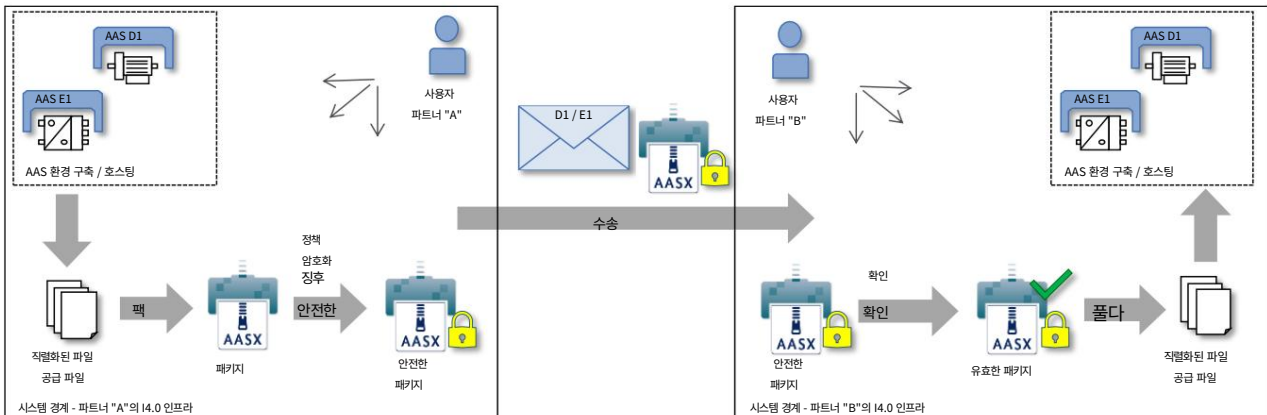 AAS D1
AAS E1
AAS 환경 구축 / 호스팅
사용자
파트너 "A"
직렬화된 파일
공급 파일
팩
AASX
패키지
정책
암호화
징후
안전한
AASX
안전한
패키지
시스템 경계 - 파트너 "A"의 I4.0 인프라
D1 / E1
AASX
수송
사용자
파트너 "B"
AAS D1
AAS E1
AAS 환경 구축 / 호스팅
AASX
안전한
패키지
확인
확인
AASX
유효한 패키지
풀다
직렬화된 파일
공급 파일
시스템 경계 - 파트너 "B"의 I4.0 인프라